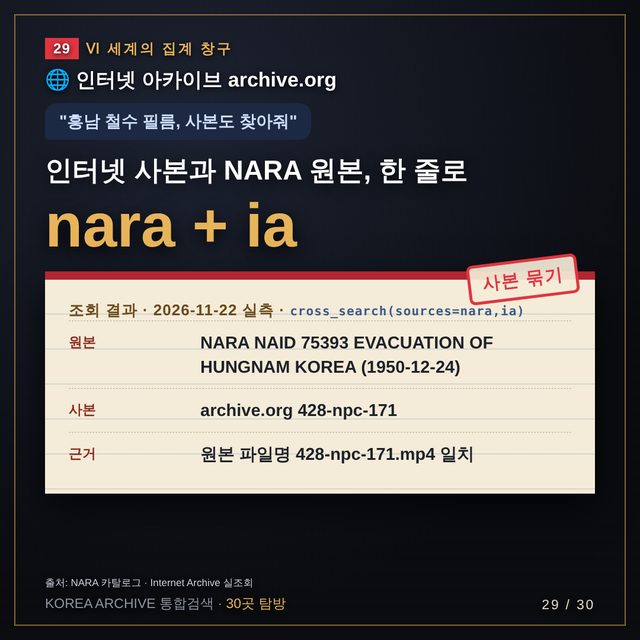 29 Ⅵ 세계의 집계 창구
🌐 인터넷 아카이브 archive.org
"흥남 철수 필름, 사본도 찾아줘"
인터넷 사본과 NARA 원본, 한 줄로
nara + ia
사본 묶기
조회 결과 · 2026-11-22 실측 · cross_search(sources=nara,ia)
원본 NARA NAID 75393 EVACUATION OF
HUNGNAM KOREA (1950-12-24)
사본 archive.org 428-npc-171
근거 원본 파일명 428-npc-171.mp4 일치
출처: NARA 카탈로그 · Internet Archive 실조회
KOREA ARCHIVE 통합검색 · 30곳 탐방
29 / 30